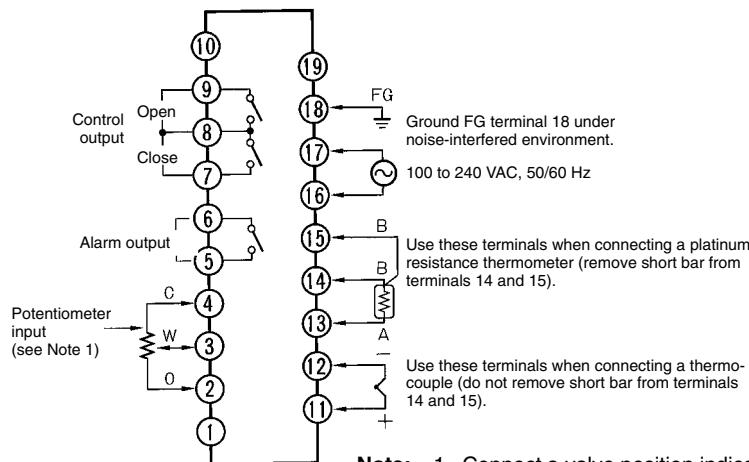 10
9
8
7
6
5
4
3
2
1
19
18
17
16
15
14
13
12
11
Control
output
Open
Close
Alarm output
Potentiometer
input
(see Note 1)
C
W
O
FG
Ground FG terminal 18 under
noise-interfered environment.
100 to 240 VAC, 50/60 Hz
B
B
A
Use these terminals when connecting a platinum
resistance thermometer (remove short bar from
terminals 14 and 15).
−
+
Use these terminals when connecting a thermo-
couple (do not remove short bar from terminals
14 and 15).
Note: 1. Connect a valve position indic